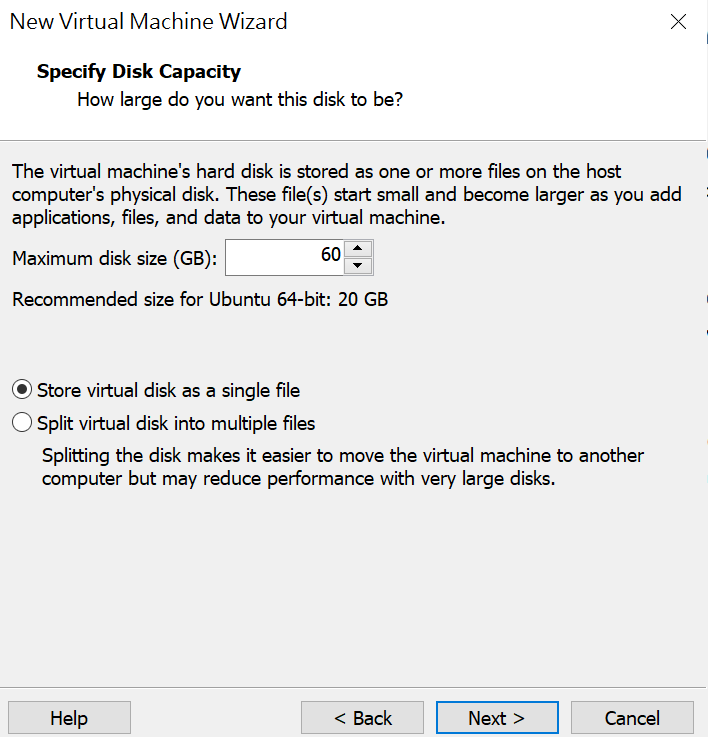 New Virtual Machine Wizard
Specify Disk Capacity
How large do you want this disk to be?
The virtual machine's hard disk is stored as one or more files on the host
computer's physical disk. These file(s) start small and become larger as you add
applications, files, and data to your virtual machine.
Maximum disk size (GB): 60
Recommended size for Ubuntu 64-bit: 20 GB
Store virtual disk as a single file
Split virtual disk into multiple files
Splitting the disk makes it easier to move the virtual machine to another
computer but may reduce performance with very large disks.
Help < Back Next > Cancel